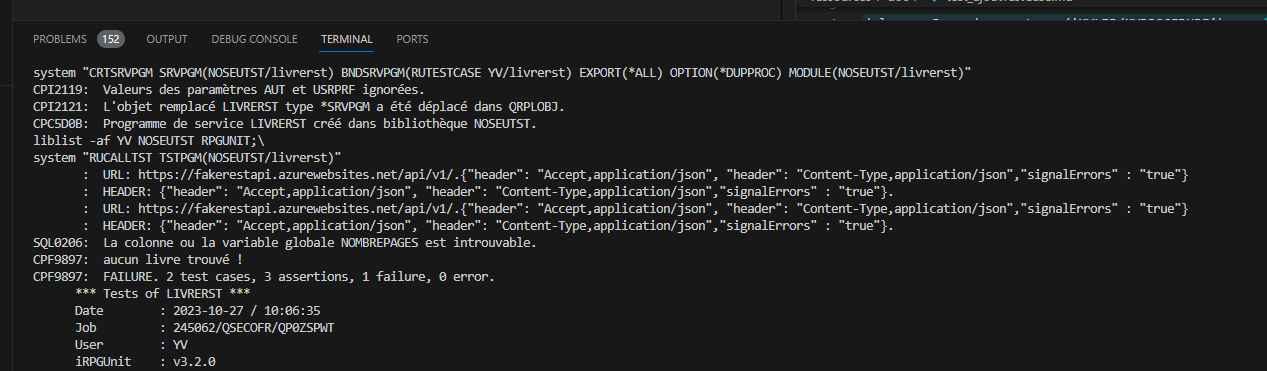 PROBLEMS 152 OUTPUT DEBUG CONSOLE TERMINAL PORTS
system "CRTSRVPGM SRVPGM(NOSEUTST/livrerst) BNDSRVPGM(RUTESTCASE YV/livrerst) EXPORT(*ALL) OPTION(*DUPPROC) MODULE(NOSEUTST/livrerst)"
CPI2119:  Valeurs des paramètres AUT et USRPRF ignorées.
CPI2121:  L'objet remplacé LIVRERST type *SRVPGM a été déplacé dans QRPLOBJ.
CPC5D0B:  Programme de service LIVRERST créé dans bibliothèque NOSEUTST.
liblist -af YV NOSEUTST RPGUNIT;\
system "RUCALLTST TSTPGM(NOSEUTST/livrerst)"
:  URL: https://fakerestapi.azurewebsites.net/api/v1/.{"header": "Accept,application/json", "header": "Content-Type,application/json","signalErrors" : "true"}
:  HEADER: {"header": "Accept,application/json", "header": "Content-Type,application/json","signalErrors" : "true"}.
:  URL: https://fakerestapi.azurewebsites.net/api/v1/.{"header": "Accept,application/json", "header": "Content-Type,application/json","signalErrors" : "true"}
:  HEADER: {"header": "Accept,application/json", "header": "Content-Type,application/json","signalErrors" : "true"}.
SQL0206:  La colonne ou la variable globale NOMBREPAGES est introuvable.
CPF9897:  aucun livre trouvé !
CPF9897:  FAILURE. 2 test cases, 3 assertions, 1 failure, 0 error.
*** Tests of LIVRERST ***
Date : 2023-10-27 / 10:06:35
Job : 245062/QSECOFR/QP0ZSPWT
User : YV
iRPGUnit : v3.2.0